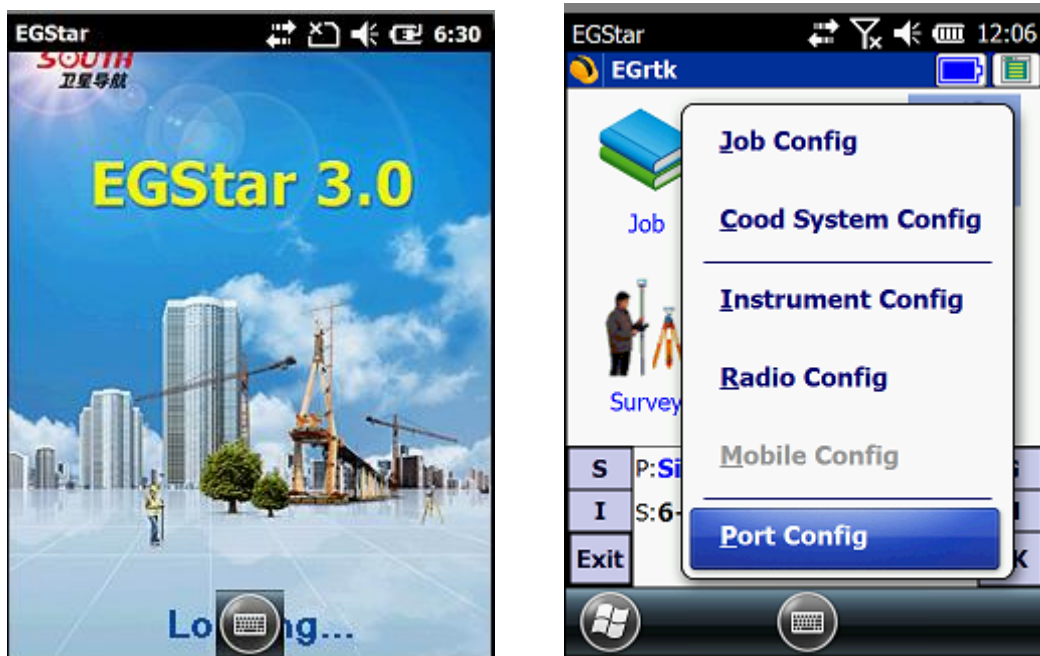 EGStar 6:30
SOUTH
卫星导航
EGStar 3.0
EGStar 12:06
EGrtk
Job
Survey
Job Config
Cood System Config
Instrument Config
Radio Config
Mobile Config
Port Config
S P:Si
I S:6-
Exit K